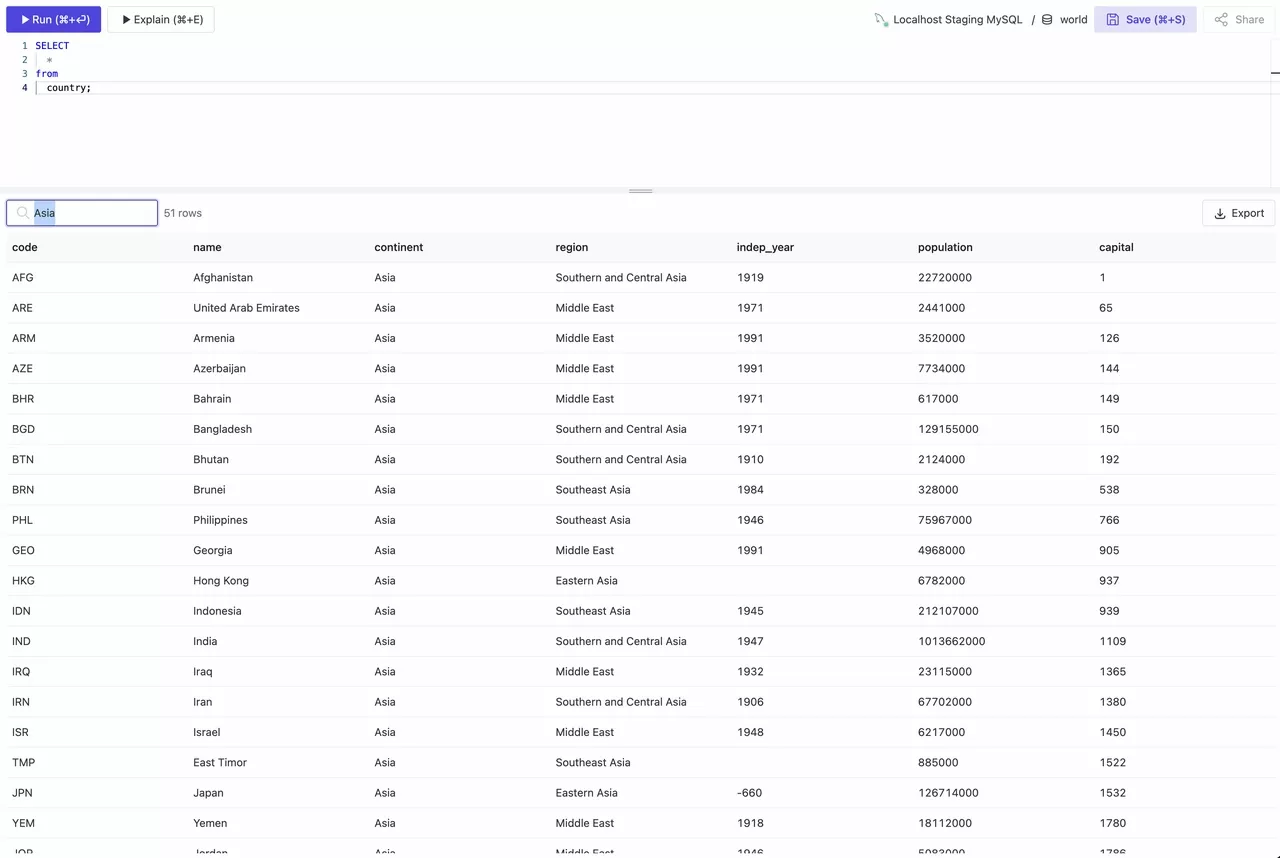 Run (⌘+⏎) Explain (⌘+E) Localhost Staging MySQL / world Save (⌘+S) Share
1 SELECT
2 *
3 from
4 country;
Asia 51 rows Export
code name continent region indep_year population capital
AFG Afghanistan Asia Southern and Central Asia 1919 22720000 1
ARE United Arab Emirates Asia Middle East 1971 2441000 65
ARM Armenia Asia Middle East 1991 3520000 126
AZE Azerbaijan Asia Middle East 1991 7734000 144
BHR Bahrain Asia Middle East 1971 617000 149
BGD Bangladesh Asia Southern and Central Asia 1971 129155000 150
BTN Bhutan Asia Southern and Central Asia 1910 2124000 192
BRN Brunei Asia Southeast Asia 1984 328000 538
PHL Philippines Asia Southeast Asia 1946 75967000 766
GEO Georgia Asia Middle East 1991 4968000 905
HKG Hong Kong Asia Eastern Asia 6782000 937
IDN Indonesia Asia Southeast Asia 1945 212107000 939
IND India Asia Southern and Central Asia 1947 1013662000 1109
IRQ Iraq Asia Middle East 1932 23115000 1365
IRN Iran Asia Southern and Central Asia 1906 67702000 1380
ISR Israel Asia Middle East 1948 6217000 1450
TMP East Timor Asia Southeast Asia 885000 1522
JPN Japan Asia Eastern Asia -660 126714000 1532
YEM Yemen Asia Middle East 1918 18112000 1780
JOR Jordan Asia Middle East 1946 5083000 1786